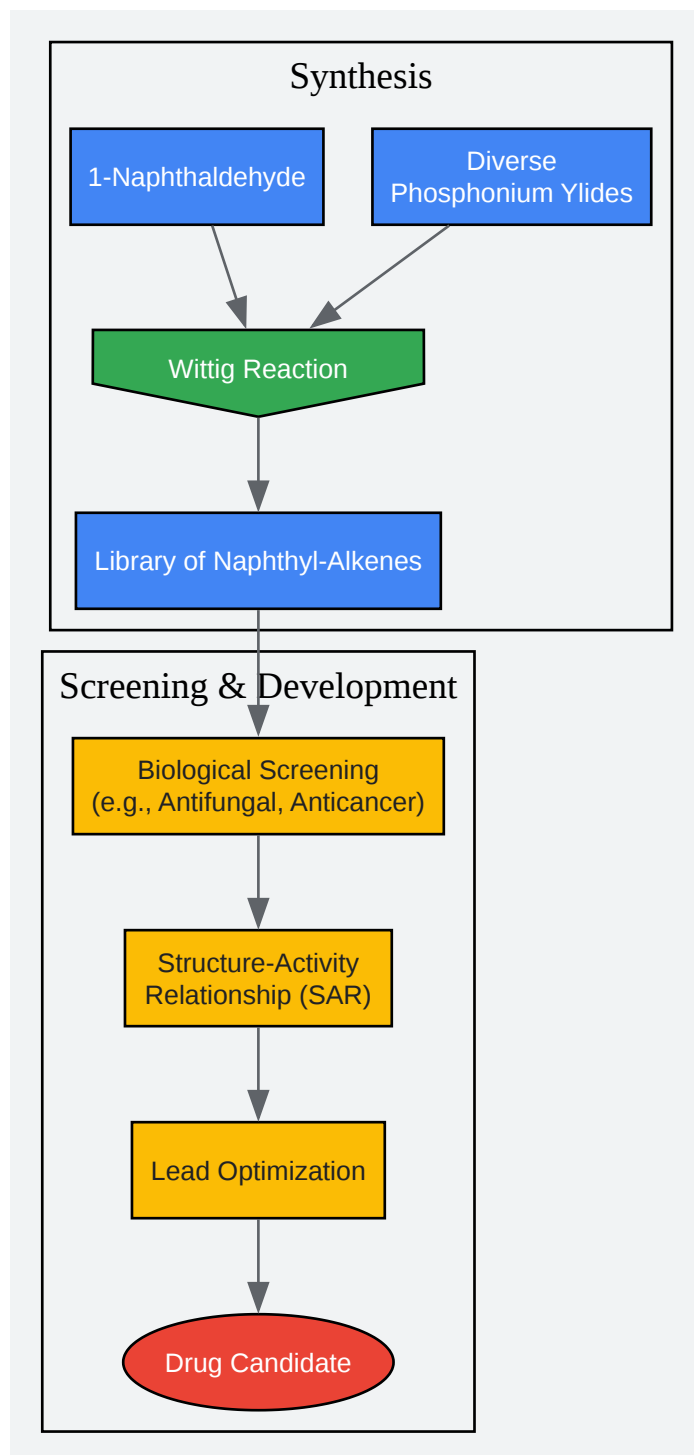 Synthesis
1-Naphthaldehyde
Diverse
Phosphonium Ylides
Wittig Reaction
Library of Naphthyl-Alkenes
Screening & Development
Biological Screening
(e.g., Antifungal, Anticancer)
Structure-Activity
Relationship (SAR)
Lead Optimization
Drug Candidate